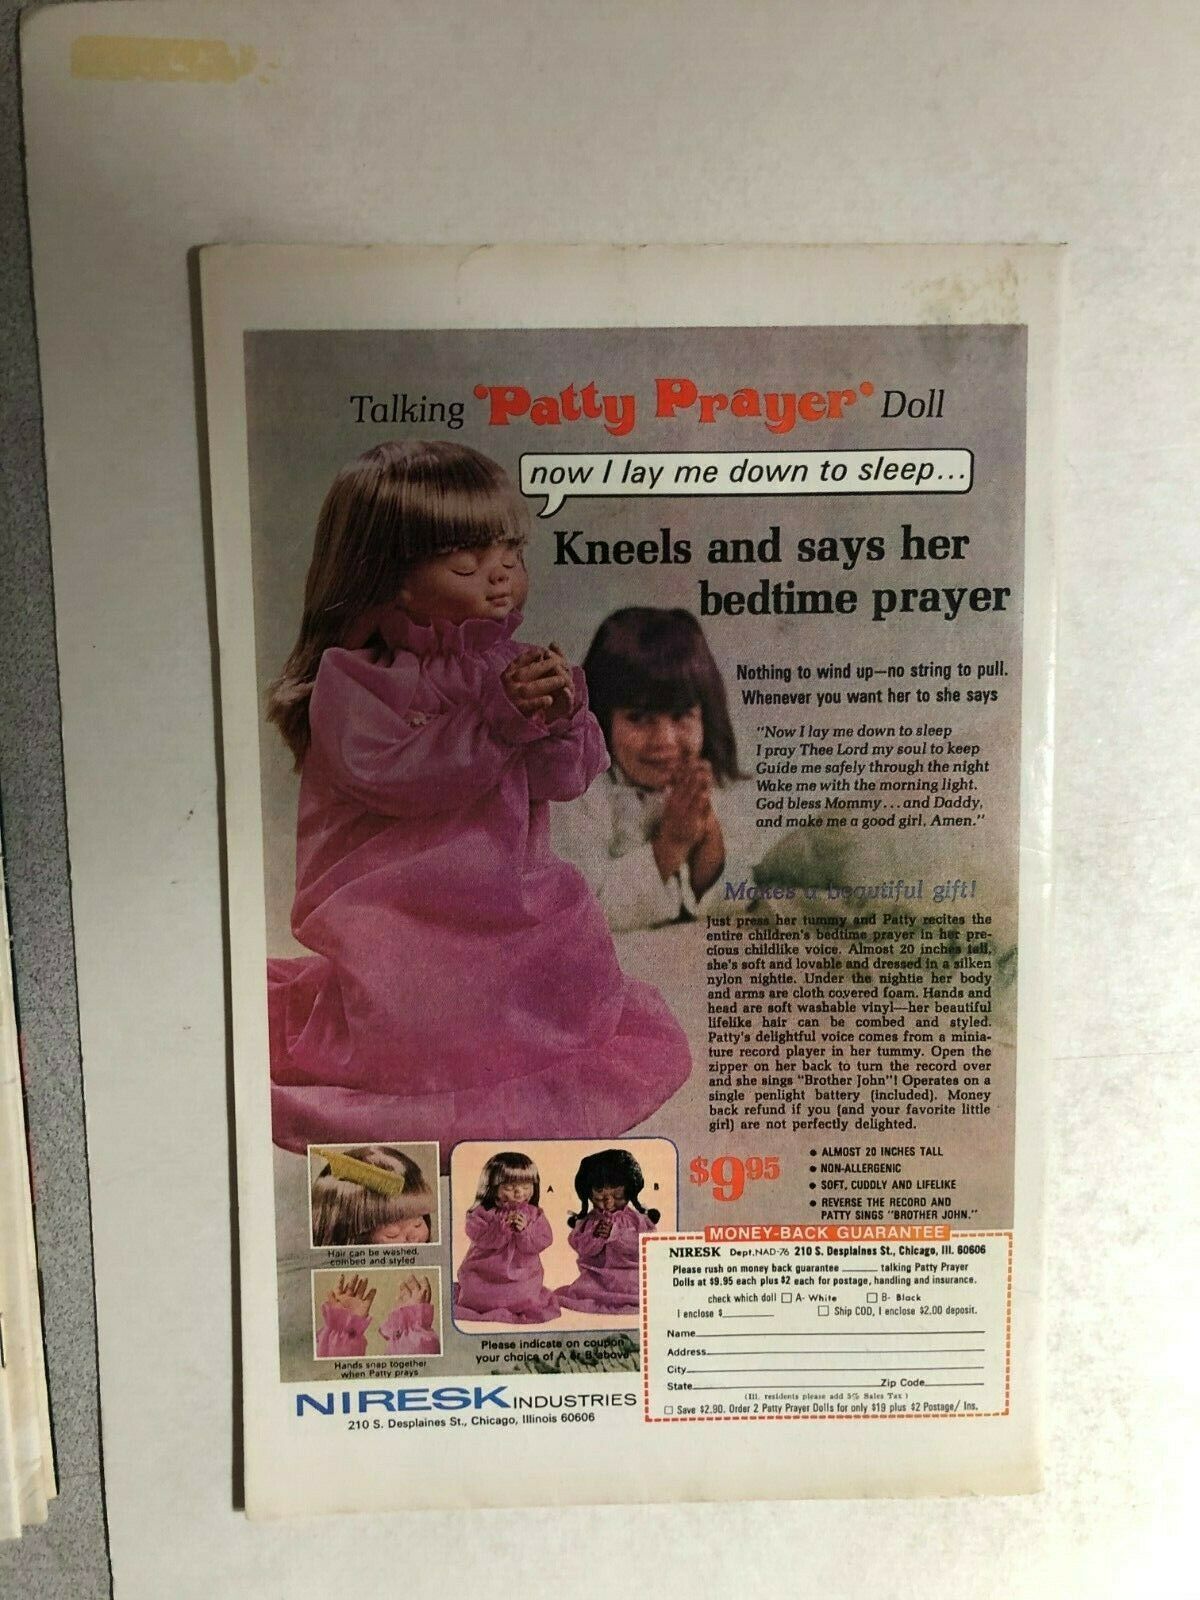 Talking 'Patty Prayer' Doll
now I lay me down to sleep...
Kneels and says her
bedtime prayer
Nothing to wind up—no string to pull.
Whenever you want her to she says
"Now I lay me down to sleep
I pray Thee Lord my soul to keep
Guide me safely through the night
Wake me with the morning light.
God bless Mommy...and Daddy,
and make me a good girl. Amen."
Makes a beautiful gift!
Just press her tummy and Patty recites the
entire children's bedtime prayer in her pre-
cious childlike voice. Almost 20 inches tall,
she's soft and lovable and dressed in a silken
nylon nightie. Under the nightie her body
and arms are cloth covered foam. Hands and
head are soft washable vinyl—her beautiful
lifelike hair can be combed and styled.
Patty's delightful voice comes from a minia-
ture record player in her tummy. Open the
zipper on her back to turn the record over
and she sings "Brother John"! Operates on a
single penlight battery (included). Money
back refund if you (and your favorite little
girl) are not perfectly delighted.
$9.95
• ALMOST 20 INCHES TALL
• NON-ALLERGENIC
• SOFT, CUDDLY AND LIFELIKE
• REVERSE THE RECORD AND
PATTY SINGS "BROTHER JOHN."
Hair can be washed,
combed and styled
Hands snap together
when Patty prays
A
B
Please indicate on coupon
your choice of A or B above
NIRESK INDUSTRIES
210 S. Desplaines St., Chicago, Illinois 60606
MONEY-BACK GUARANTEE
NIRESK Dept.NAD-76 210 S. Desplaines St., Chicago, Ill. 60606
Please rush on money back guarantee ______ talking Patty Prayer
Dolls at $9.95 each plus $2 each for postage, handling and insurance.
check which doll □ A- White □ B- Black
I enclose $________ □ Ship COD, I enclose $2.00 deposit.
Name________
Address________
City________
State________ Zip Code________
(Ill. residents please add 5% Sales Tax)
□ Save $2.90. Order 2 Patty Prayer Dolls for only $19 plus $2 Postage/ Ins.